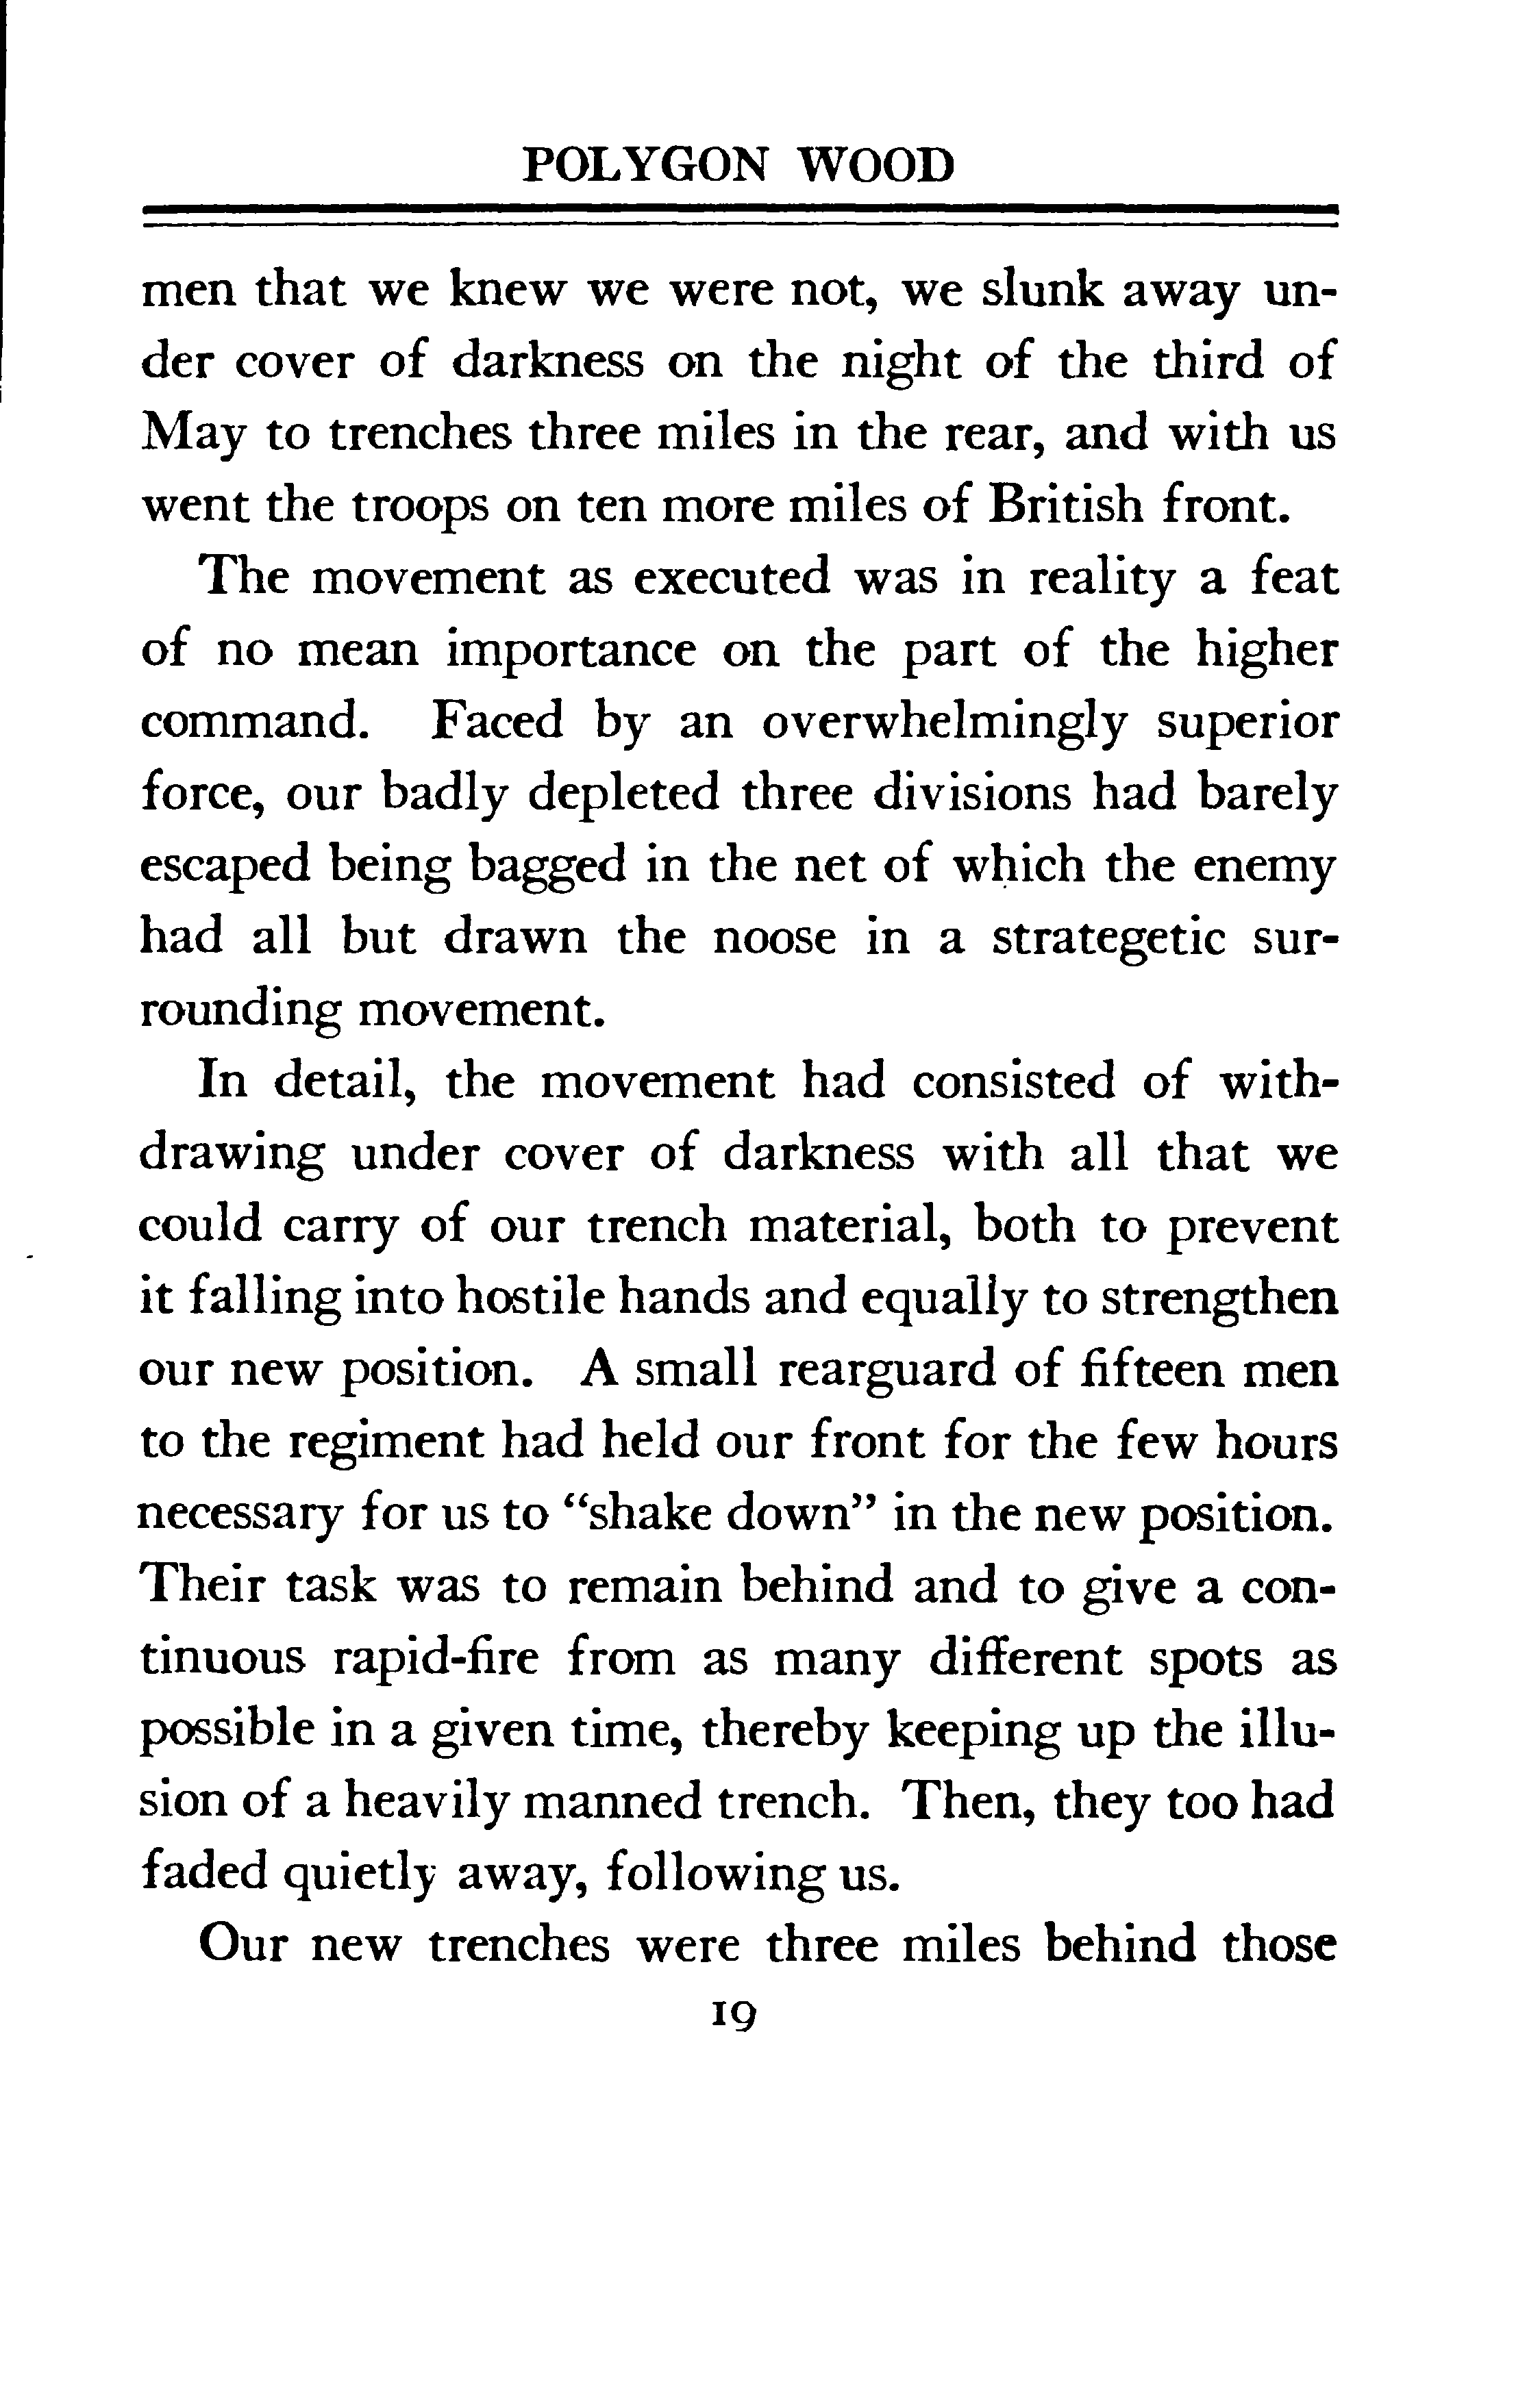 POLYGON WOOD
men that we knew we were not, we slunk away un-
der cover of darkness on the night of the third of
May to trenches three miles in the rear, and with us
went the troops on ten more miles of British front.
The movement as executed was in reality a feat
of no mean importance on the part of the higher
command. Faced by an overwhelmingly superior
force, our badly depleted three divisions had barely
escaped being bagged in the net of which the enemy
had all but drawn the noose in a strategetic sur-
rounding movement.
In detail, the movement had consisted of with-
drawing under cover of darkness with all that we
could carry of our trench material, both to prevent
it falling into hostile hands and equally to strengthen
our new position. A small rearguard of fifteen men
to the regiment had held our front for the few hours
necessary for us to “shake down” in the new position.
Their task was to remain behind and to give a con-
tinuous rapid-fire from as many different spots as
possible in a given time, thereby keeping up the illu-
sion of a heavily manned trench. Then, they too had
faded quietly away, following us.
Our new trenches were three miles behind those
19